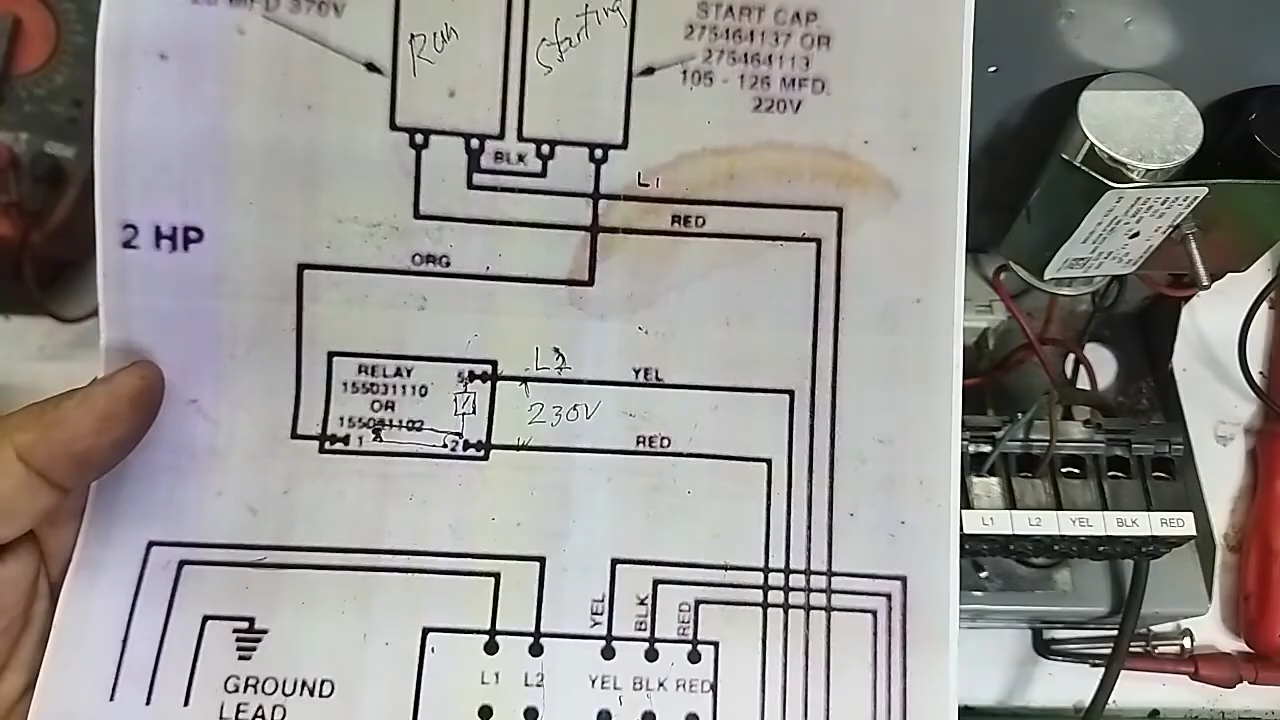 MFD 370V
Run
Starting
START CAP.
275464137 OR
275464113
105 - 126 MFD.
220V
BLK
L1
RED
2 HP
ORG
RELAY
155031110
OR
5
L2
YEL
230V
1
2
RED
YEL
BLK
RED
L1 L2 YEL BLK RED
GROUND
LEAD
L1 L2 YEL BLK RED